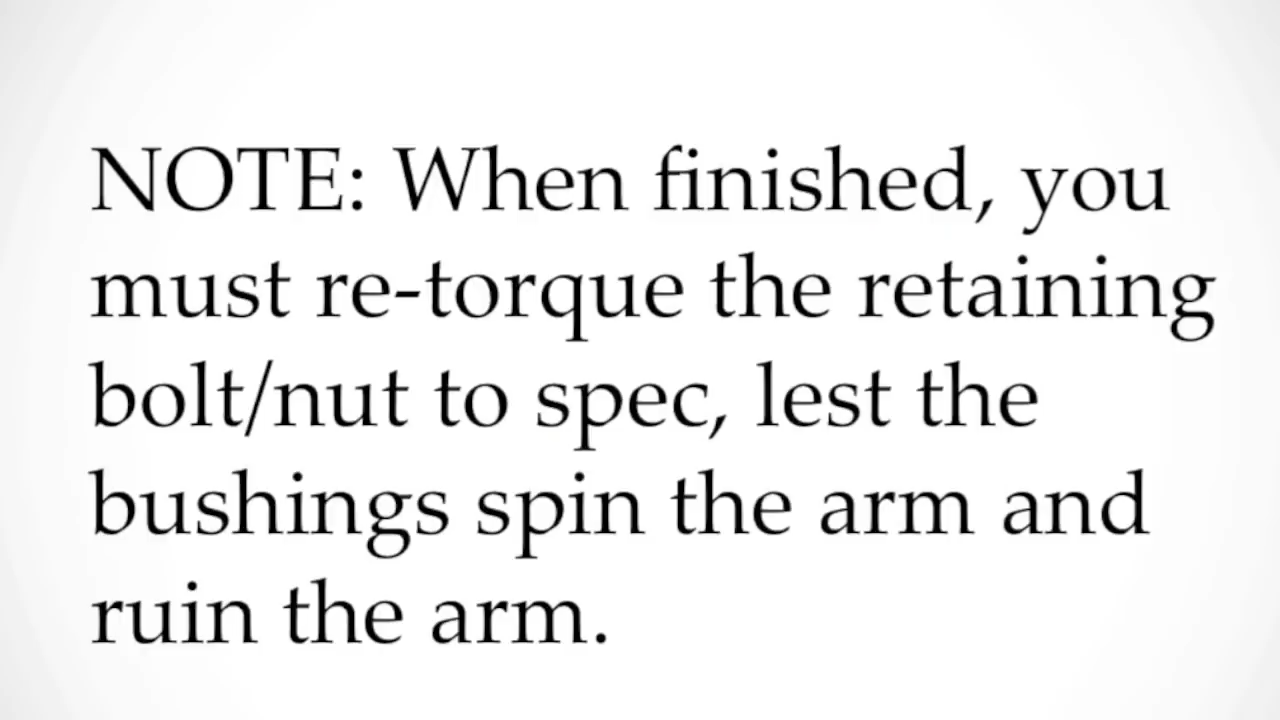 NOTE: When finished, you
must re-torque the retaining
bolt/nut to spec, lest the
bushings spin the arm and
ruin the arm.